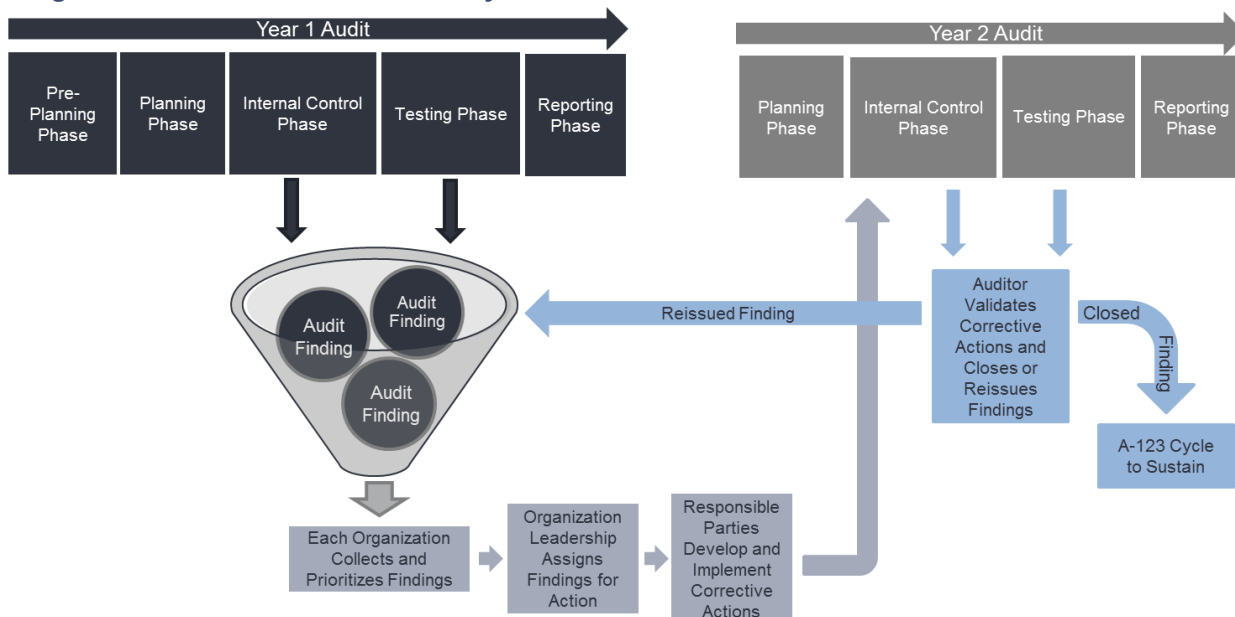 Year 1 Audit
Pre-
Planning
Phase
Planning
Phase
Internal Control
Phase
Testing Phase
Reporting
Phase
Year 2 Audit
Planning
Phase
Internal Control
Phase
Testing Phase
Reporting
Phase
Audit
Finding
Audit
Finding
Audit
Finding
Reissued Finding
Auditor
Validates
Corrective
Actions and
Closes or
Reissues
Findings
Closed
Finding
A-123 Cycle
to Sustain
Each Organization
Collects and
Prioritizes Findings
Organization
Leadership
Assigns
Findings for
Action
Responsible
Parties
Develop and
Implement
Corrective
Actions